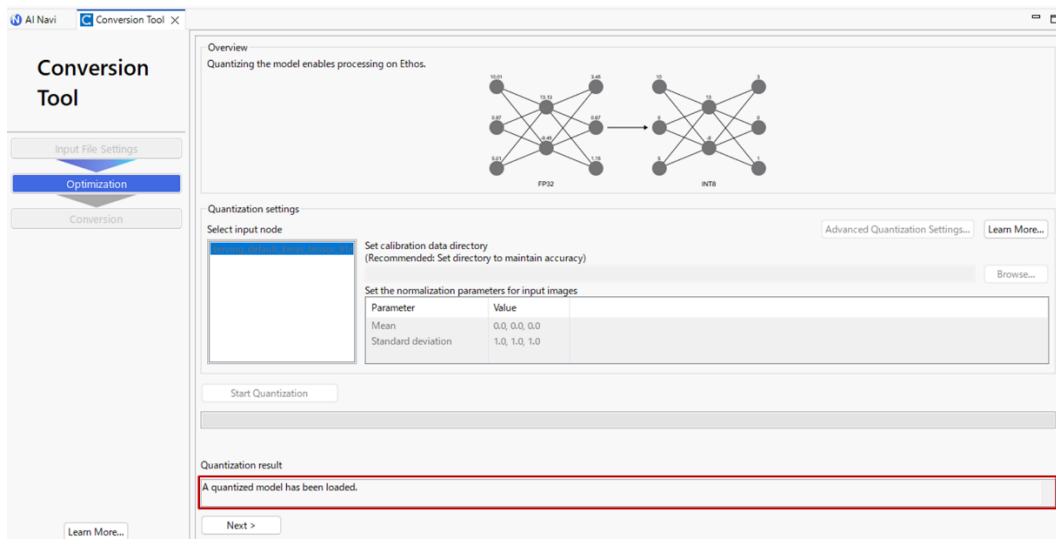 AI Navi
Conversion Tool
Conversion
Tool
Input File Settings
Optimization
Conversion
Learn More...
Overview
Quantizing the model enables processing on Ethos.
FP32
INT8
Quantization settings
Select input node
Advanced Quantization Settings...
Learn More...
Set calibration data directory
(Recommended: Set directory to maintain accuracy)
Browse...
Set the normalization parameters for input images
Parameter Value
Mean 0.0, 0.0, 0.0
Standard deviation 1.0, 1.0, 1.0
Start Quantization
Quantization result
A quantized model has been loaded.
Next >